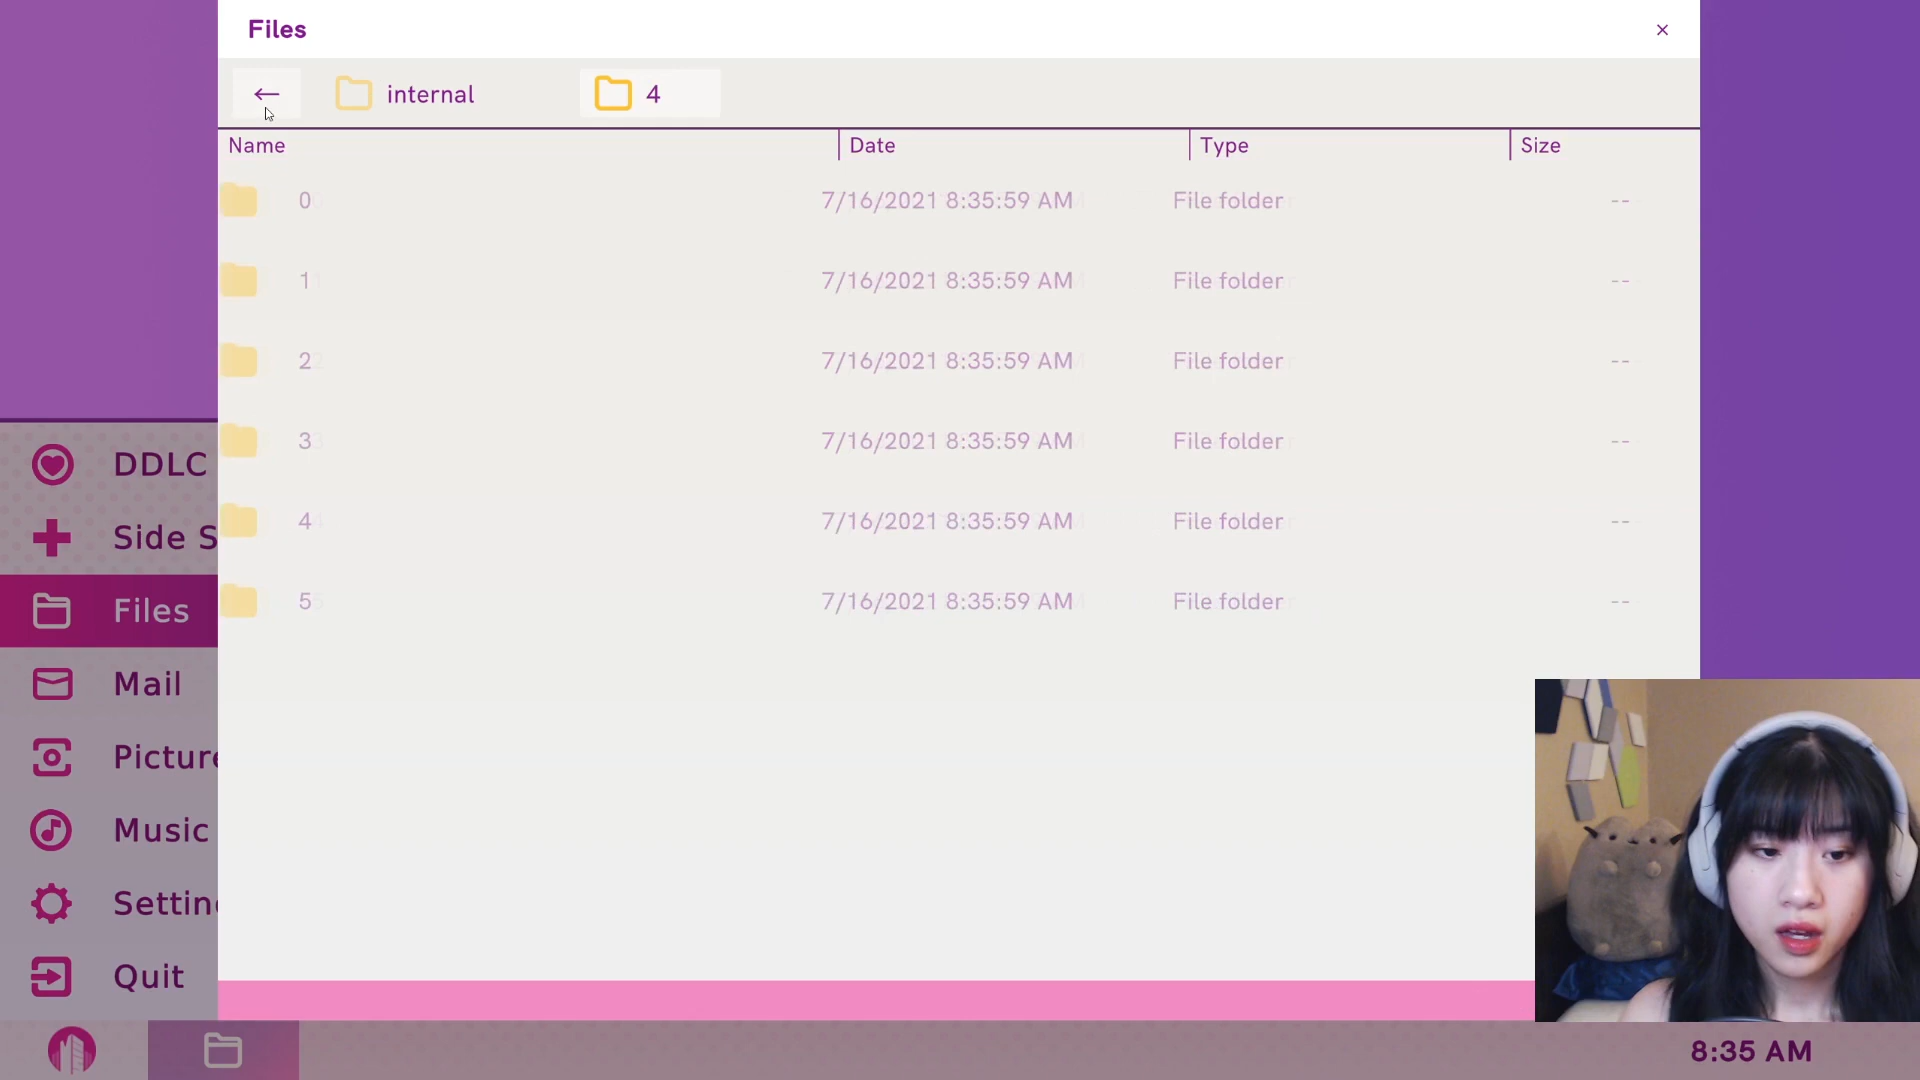 Files
×
← internal 4
Name Date Type Size
0 7/16/2021 8:35:59 AM File folder --
1 7/16/2021 8:35:59 AM File folder --
2 7/16/2021 8:35:59 AM File folder --
3 7/16/2021 8:35:59 AM File folder --
4 7/16/2021 8:35:59 AM File folder --
5 7/16/2021 8:35:59 AM File folder --
DDLC
Side S
Files
Mail
Picture
Music
Settin
Quit
8:35 AM